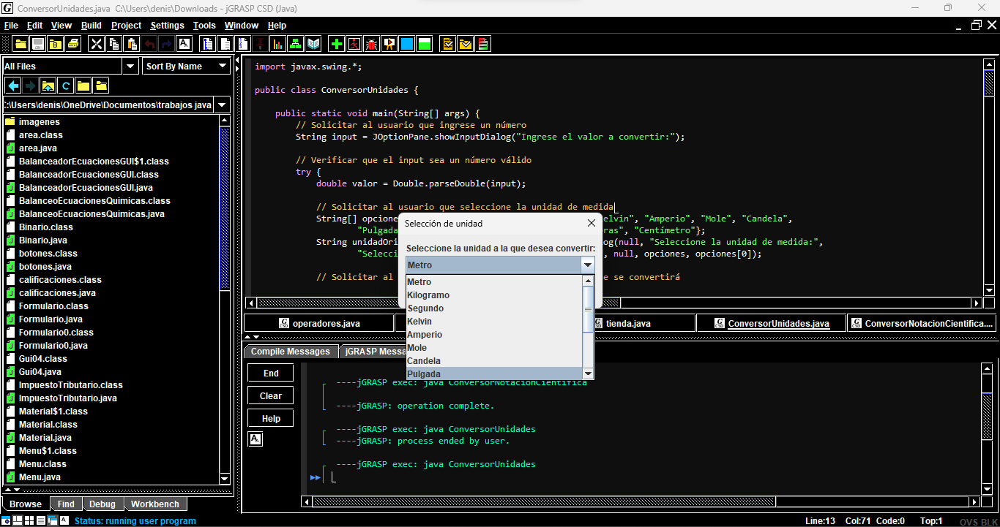 ConversorUnidades.java C:\Users\denis\Downloads - jGRASP CSD (Java)
File Edit View Build Project Settings Tools Window Help
All Files
Sort By Name
:\Users\denis\OneDrive\Documentos\trabajos java
imagenes
area.class
area.java
BalanceadorEcuacionesGUI$1.class
BalanceadorEcuacionesGUI.class
BalanceadorEcuacionesGUI.java
BalanceoEcuacionesQuimicas.class
BalanceoEcuacionesQuimicas.java
Binario.class
Binario.java
botones.class
botones.java
calificaciones.class
calificaciones.java
Formulario.class
Formulario.java
Formulario0.class
Formulario0.java
Gui04.class
Gui04.java
ImpuestoTributario.class
ImpuestoTributario.java
Material$1.class
Material.class
Material.java
Menu$1.class
Menu.class
Menu.java
Browse Find Debug Workbench
import javax.swing.*;
public class ConversorUnidades {
public static void main(String[] args) {
// Solicitar al usuario que ingrese un número
String input = JOptionPane.showInputDialog("Ingrese el valor a convertir:");
// Verificar que el input sea un número válido
try {
double valor = Double.parseDouble(input);
// Solicitar al usuario que seleccione la unidad de medida
String[] opcione elvin", "Amperio", "Mole", "Candela",
"Pulgada ras", "Centímetro"};
String unidadOri og(null, "Seleccione la unidad de medida:",
"Selecci , null, opciones, opciones[0]);
// Solicitar al e se convertirá
Selección de unidad
Seleccione la unidad a la que desea convertir:
Metro
Metro
Kilogramo
Segundo
Kelvin
Amperio
Mole
Candela
Pulgada
operadores.java
tienda.java
ConversorUnidades.java
ConversorNotacionCientifica....
Compile Messages
jGRASP Messa
End
Clear
Help
----jGRASP exec: java ConversorNotacionCientifica
----jGRASP: operation complete.
----jGRASP exec: java ConversorUnidades
----jGRASP: process ended by user.
----jGRASP exec: java ConversorUnidades
Status: running user program
Line:13 Col:71 Code:0 Top:1 OVS BLK